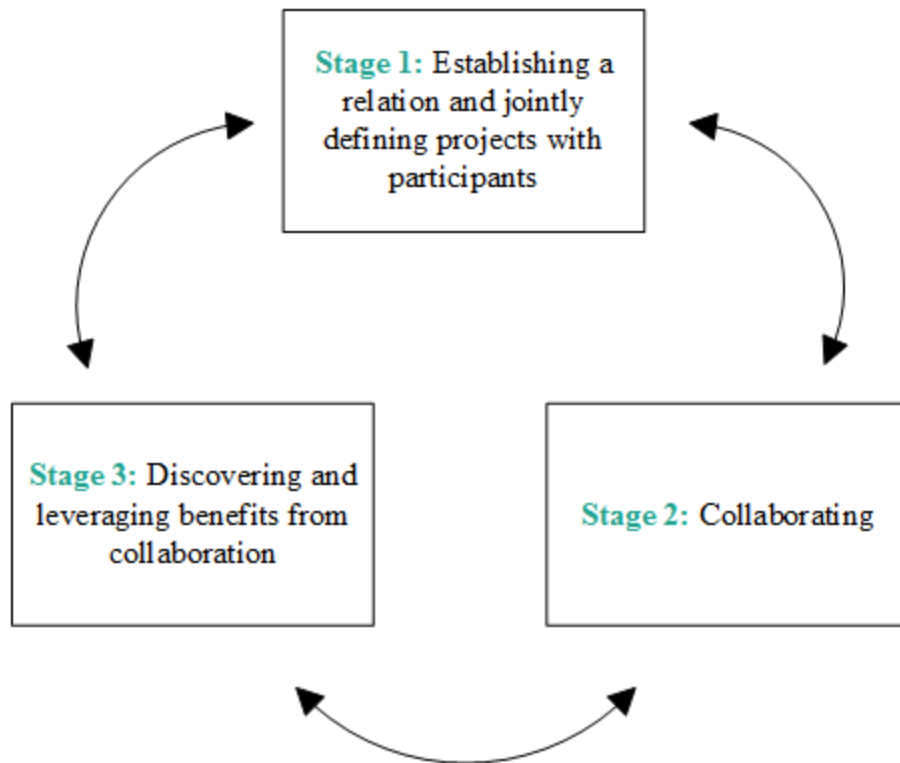 Stage 1: Establishing a
relation and jointly
defining projects with
participants
Stage 3: Discovering and
leveraging benefits from
collaboration
Stage 2: Collaborating